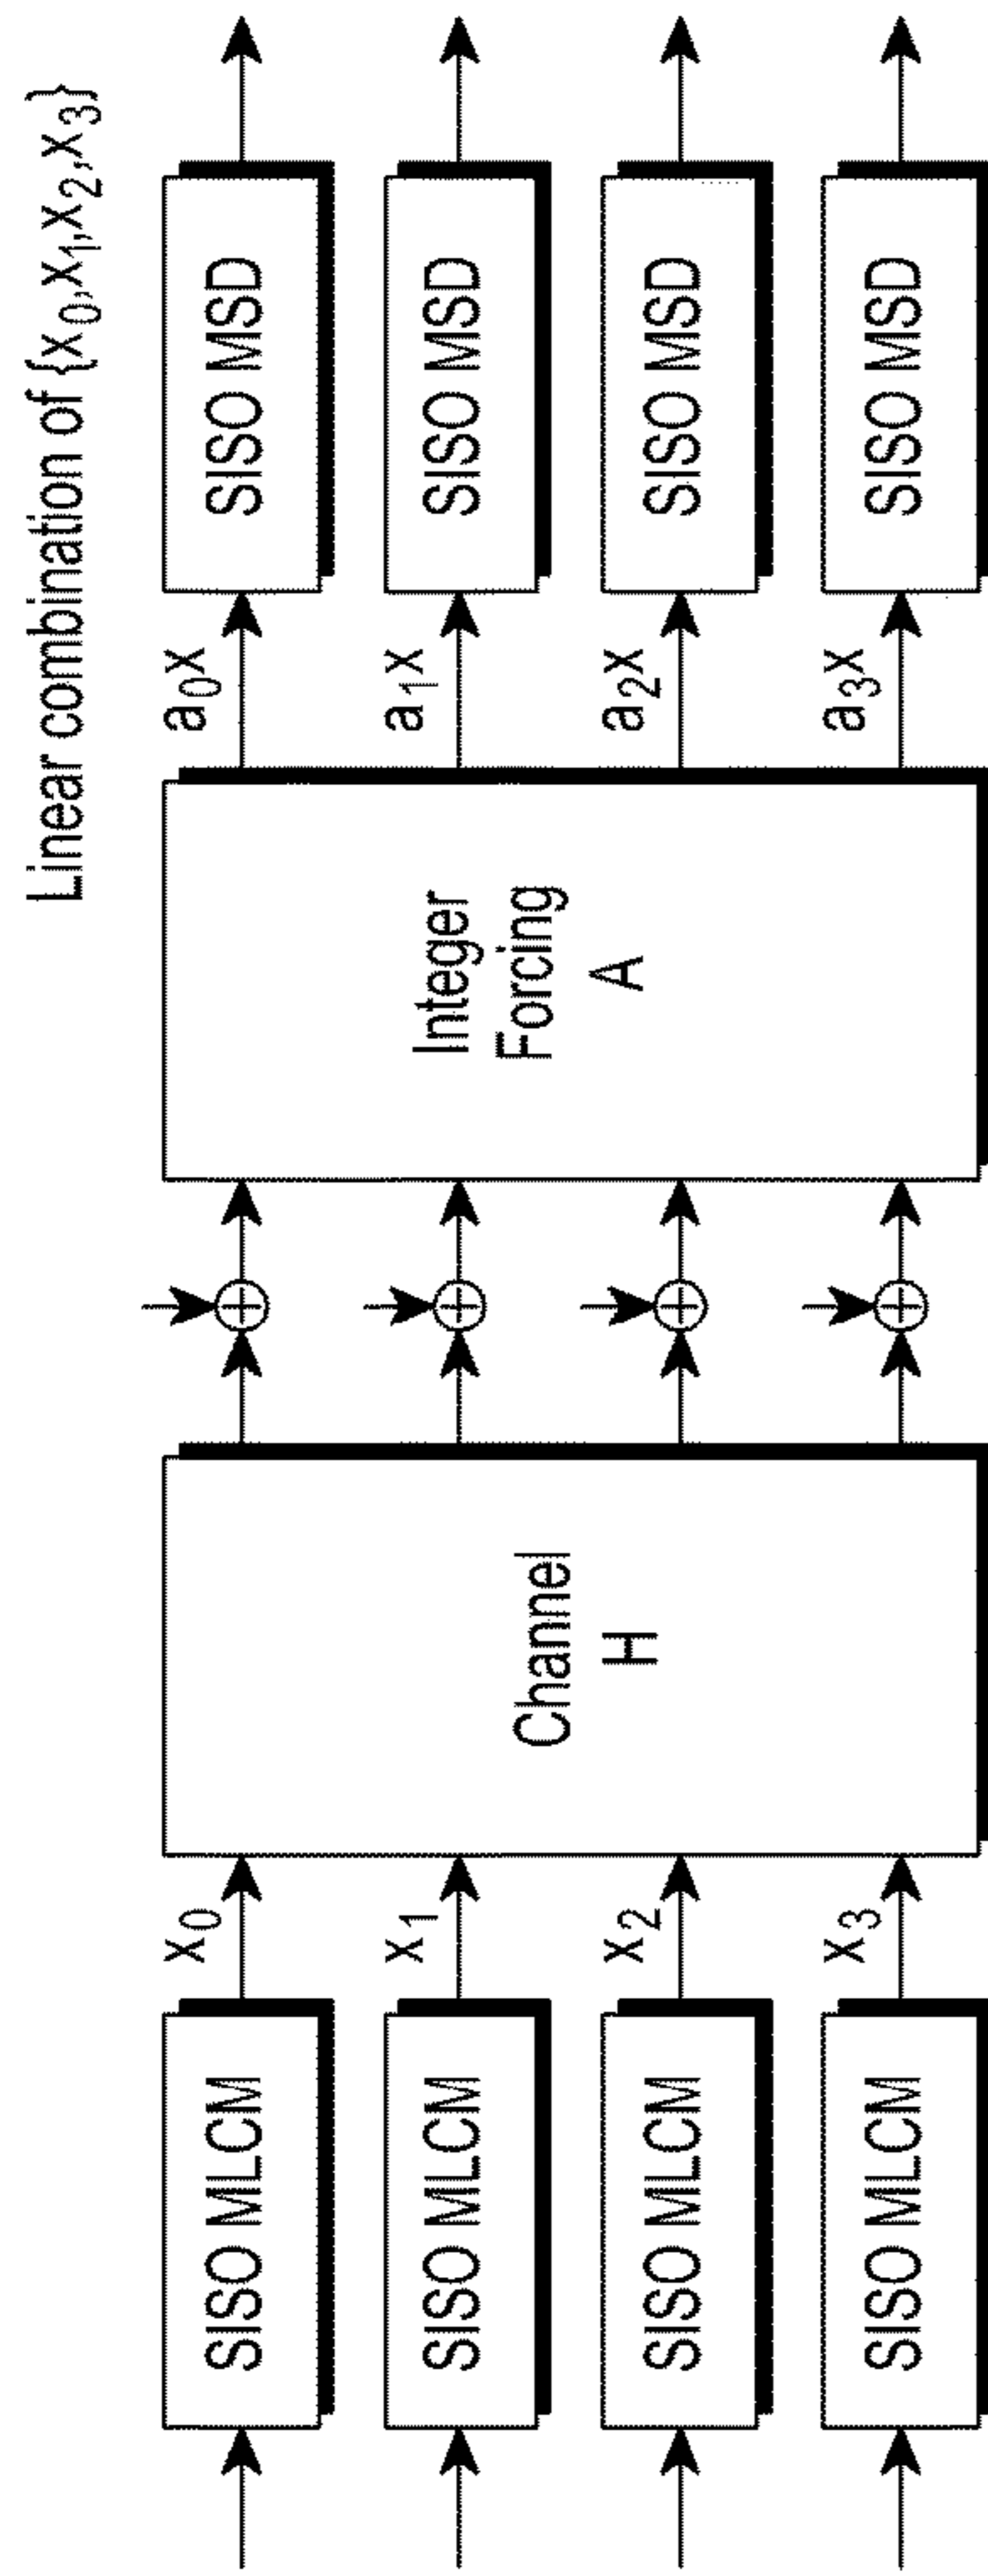 Linear combination of {x0,x1,x2,x3}
SISO MLCM
x0
Channel
H
Integer
Forcing
A
a0x
SISO MSD
SISO MLCM
x1
a1x
SISO MSD
SISO MLCM
x2
a2x
SISO MSD
SISO MLCM
x3
a3x
SISO MSD